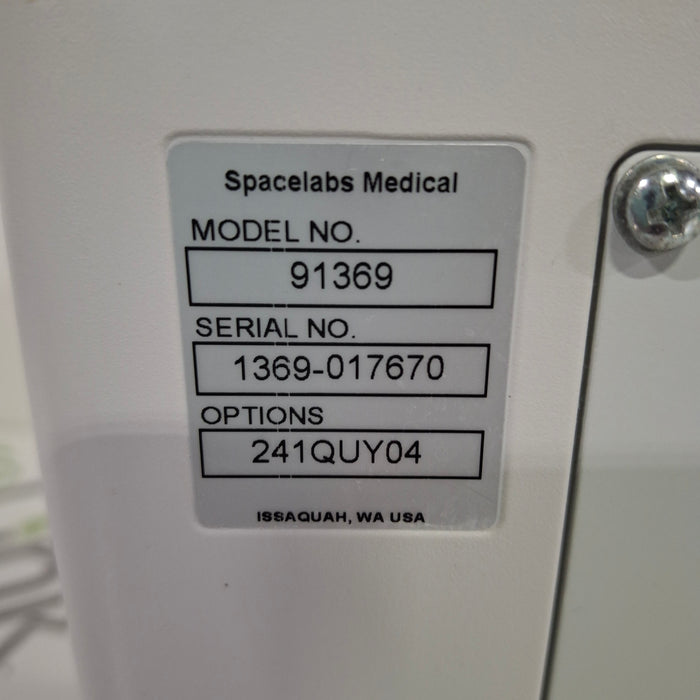 Spacelabs Medical
MODEL NO.
91369
SERIAL NO.
1369-017670
OPTIONS
241QUY04
ISSAQUAH, WA USA